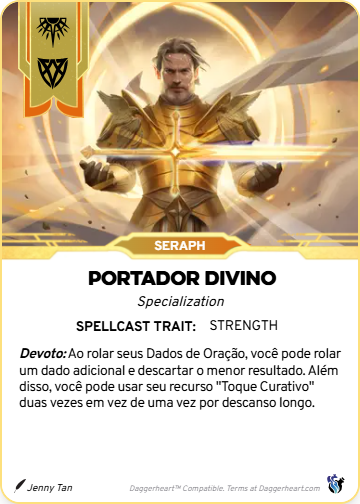 SERAPH
PORTADOR DIVINO
Specialization
SPELLCAST TRAIT: STRENGTH
Devoto: Ao rolar seus Dados de Oração, você pode rolar
um dado adicional e descartar o menor resultado. Além
disso, você pode usar seu recurso "Toque Curativo"
duas vezes em vez de uma vez por descanso longo.
Jenny Tan
Daggerheart™ Compatible. Terms at Daggerheart.com